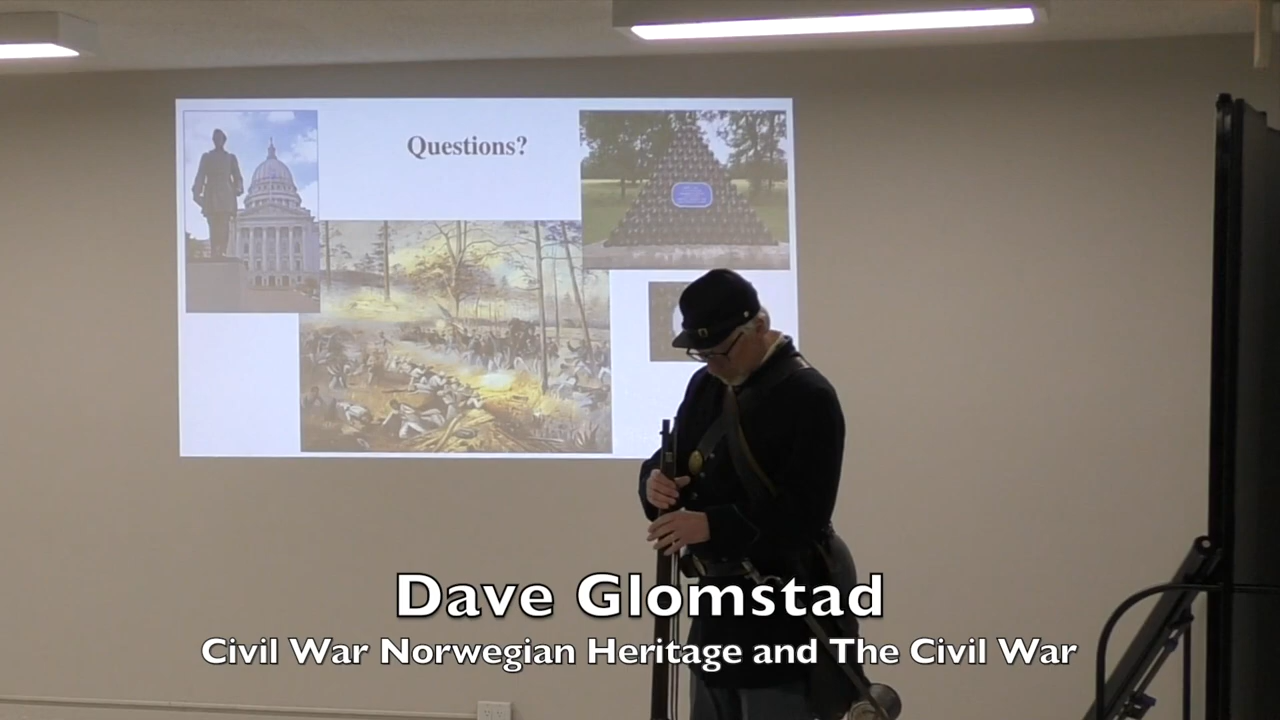 Questions?
Dave Glomstad
Civil War Norwegian Heritage and The Civil War